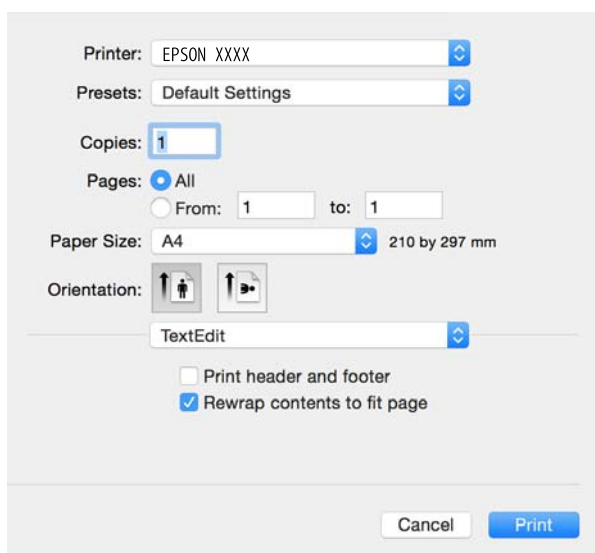 Printer: EPSON XXXX
Presets: Default Settings
Copies: 1
Pages: All
From: 1 to: 1
Paper Size: A4 210 by 297 mm
Orientation:
TextEdit
Print header and footer
Rewrap contents to fit page
Cancel Print